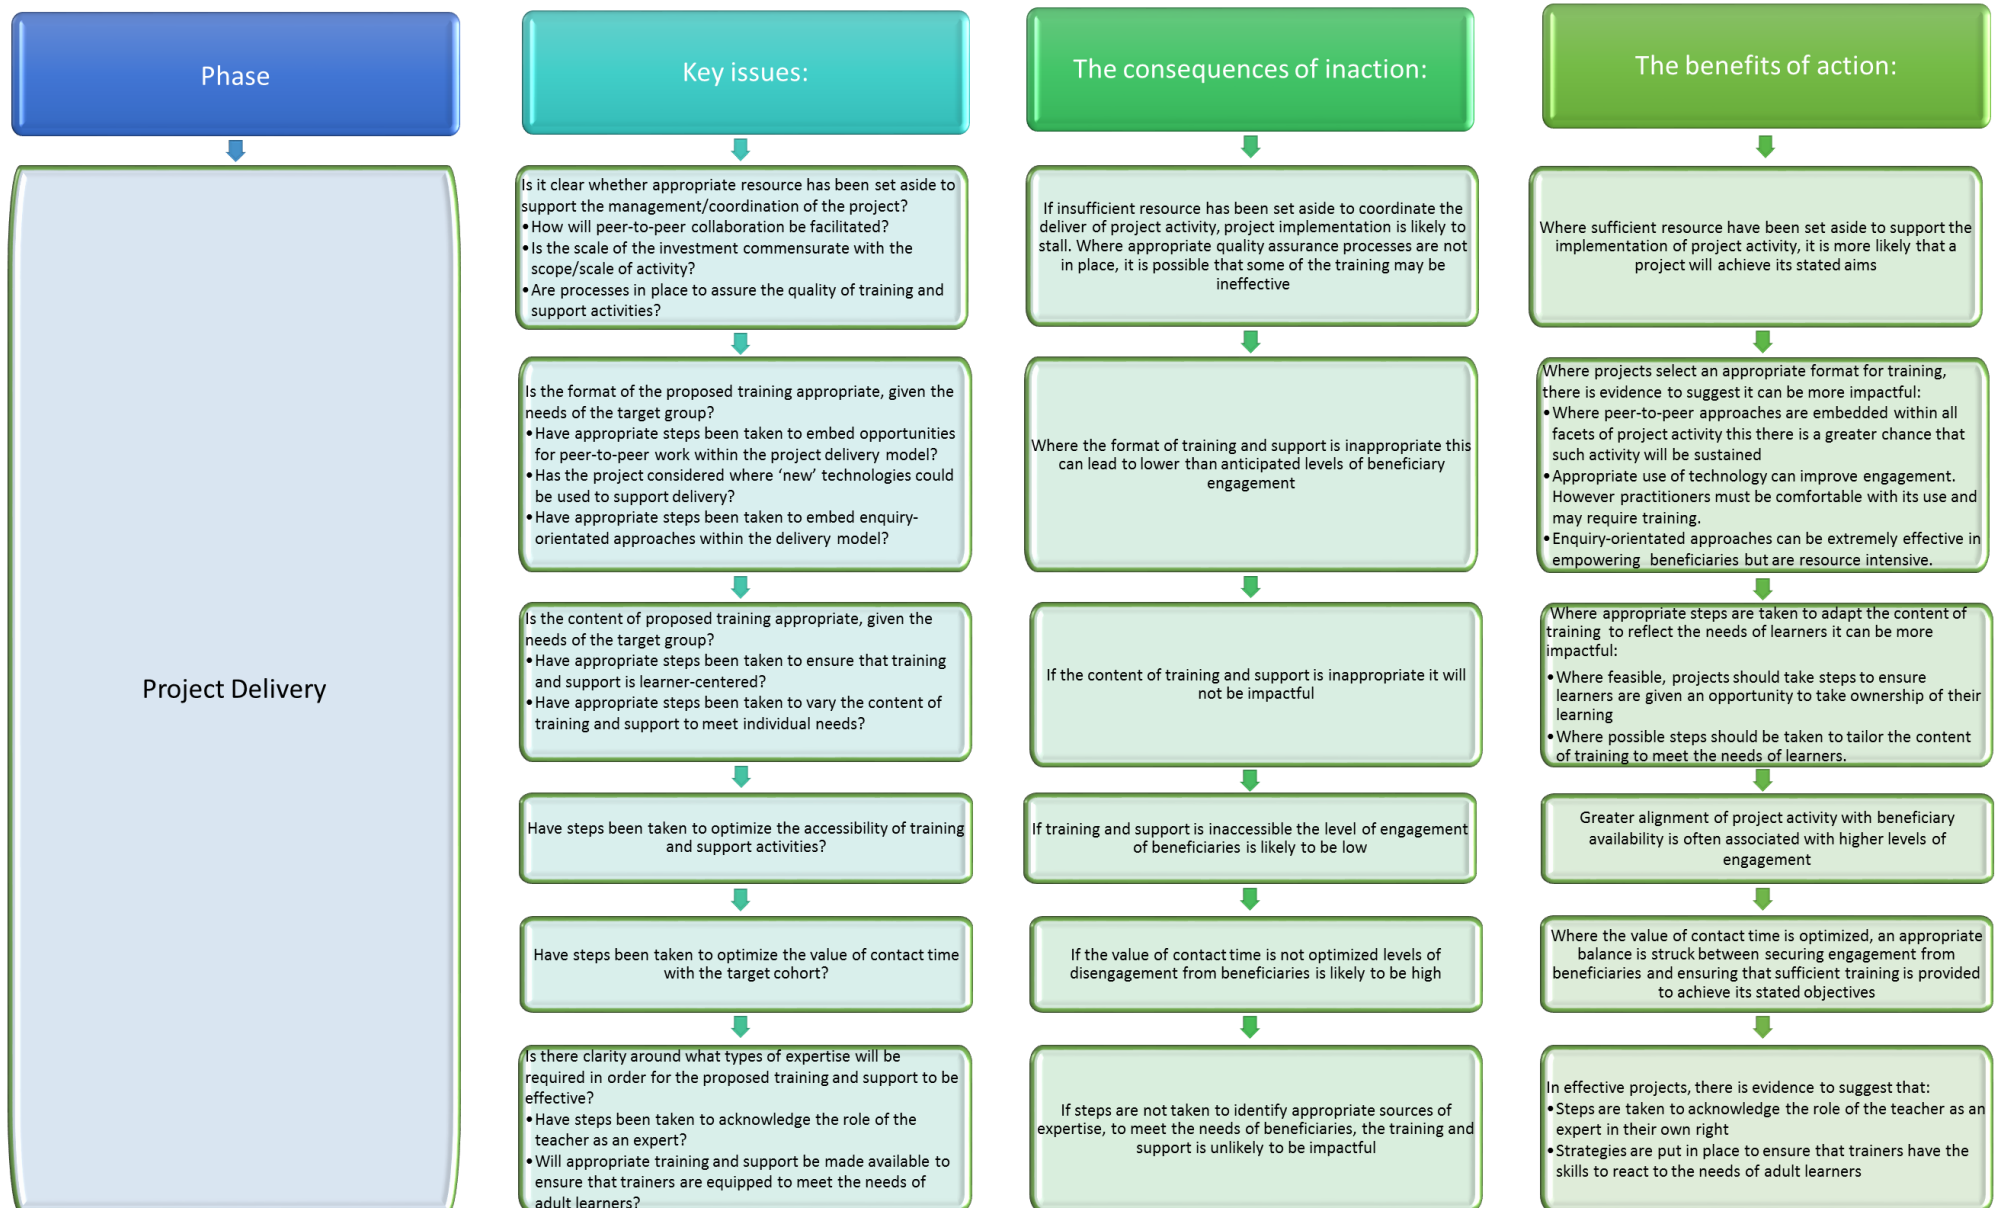 Phase
Key issues:
The consequences of inaction:
The benefits of action:
Project Delivery
Is it clear whether appropriate resource has been set aside to
support the management/coordination of the project?
•How will peer-to-peer collaboration be facilitated?
•Is the scale of the investment commensurate with the
scope/scale of activity?
•Are processes in place to assure the quality of training and
support activities?
If insufficient resource has been set aside to coordinate the
deliver of project activity, project implementation is likely to
stall. Where appropriate quality assurance processes are not
in place, it is possible that some of the training may be
ineffective
Where sufficient resource have been set aside to support the
implementation of project activity, it is more likely that a
project will achieve its stated aims
Is the format of the proposed training appropriate, given the
needs of the target group?
•Have appropriate steps been taken to embed opportunities
for peer-to-peer work within the project delivery model?
•Has the project considered where ‘new’ technologies could
be used to support delivery?
•Have appropriate steps been taken to embed enquiry-
orientated approaches within the delivery model?
Where the format of training and support is inappropriate this
can lead to lower than anticipated levels of beneficiary
engagement
Where projects select an appropriate format for training,
there is evidence to suggest it can be more impactful:
•Where peer-to-peer approaches are embedded within all
facets of project activity this there is a greater chance that
such activity will be sustained
•Appropriate use of technology can improve engagement.
However practitioners must be comfortable with its use and
may require training.
•Enquiry-orientated approaches can be extremely effective in
empowering beneficiaries but are resource intensive.
Is the content of proposed training appropriate, given the
needs of the target group?
•Have appropriate steps been taken to ensure that training
and support is learner-centered?
•Have appropriate steps been taken to vary the content of
training and support to meet individual needs?
If the content of training and support is inappropriate it will
not be impactful
Where appropriate steps are taken to adapt the content of
training to reflect the needs of learners it can be more
impactful:
•Where feasible, projects should take steps to ensure
learners are given an opportunity to take ownership of their
learning
•Where possible steps should be taken to tailor the content
of training to meet the needs of learners.
Have steps been taken to optimize the accessibility of training
and support activities?
If training and support is inaccessible the level of engagement
of beneficiaries is likely to be low
Greater alignment of project activity with beneficiary
availability is often associated with higher levels of
engagement
Have steps been taken to optimize the value of contact time
with the target cohort?
If the value of contact time is not optimized levels of
disengagement from beneficiaries is likely to be high
Where the value of contact time is optimized, an appropriate
balance is struck between securing engagement from
beneficiaries and ensuring that sufficient training is provided
to achieve its stated objectives
Is there clarity around what types of expertise will be
required in order for the proposed training and support to be
effective?
•Have steps been taken to acknowledge the role of the
teacher as an expert?
•Will appropriate training and support be made available to
ensure that trainers are equipped to meet the needs of
adult learners?
If steps are not taken to identify appropriate sources of
expertise, to meet the needs of beneficiaries, the training and
support is unlikely to be impactful
In effective projects, there is evidence to suggest that:
•Steps are taken to acknowledge the role of the teacher as an
expert in their own right
•Strategies are put in place to ensure that trainers have the
skills to react to the needs of adult learners